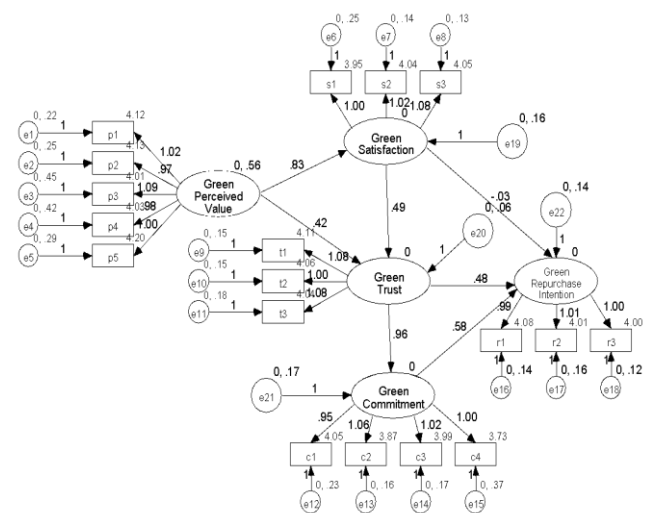 0, .25
0, .14
0, .13
e6
e7
e8
1
1
1
3.95
4.04
4.05
s1
s2
s3
1.00
1.02
1.08
0
Green
Satisfaction
0, .16
1
e19
0, .22
e1
1
p1
4.12
1.02
0, .25
e2
1
p2
4.13
.97
0, .45
e3
1
p3
4.01
1.09
0, .42
e4
1
p4
4.03
.98
0, .29
e5
1
p5
4.20
1.00
0, .56
Green
Perceived
Value
.83
.42
.49
-.03
0, .06
e20
1
0, .14
e22
1
0
Green
Repurchase
Intention
0, .15
e9
1
t1
4.11
1.08
0, .15
e10
1
t2
4.06
1.00
0, .18
e11
1
t3
1.08
0
Green
Trust
.48
.96
.58
.99
1.01
1.00
4.08
4.01
4.00
r1
r2
r3
1
1
1
0, .14
0, .16
0, .12
e16
e17
e18
0, .17
e21
1
0
Green
Commitment
.95
1.06
1.02
1.00
4.05
3.87
3.99
3.73
c1
c2
c3
c4
1
1
1
1
0, .23
0, .16
0, .17
0, .37
e12
e13
e14
e15